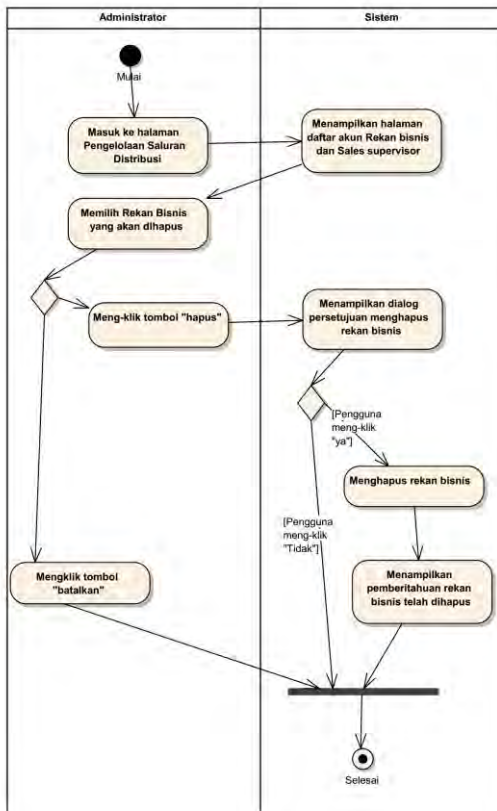 Administrator
Sistem
Mulai
Masuk ke halaman
Pengelolaan Saluran
Distribusi
Menampilkan halaman
daftar akun Rekan bisnis
dan Sales supervisor
Memilih Rekan Bisnis
yang akan dihapus
Meng-klik tombol "hapus"
Menampilkan dialog
persetujuan menghapus
rekan bisnis
[Pengguna
meng-klik
"ya"]
Menghapus rekan bisnis
[Pengguna
meng-klik
"Tidak"]
Mengklik tombol
"batalkan"
Menampilkan
pemberitahuan rekan
bisnis telah dihapus
Selesai